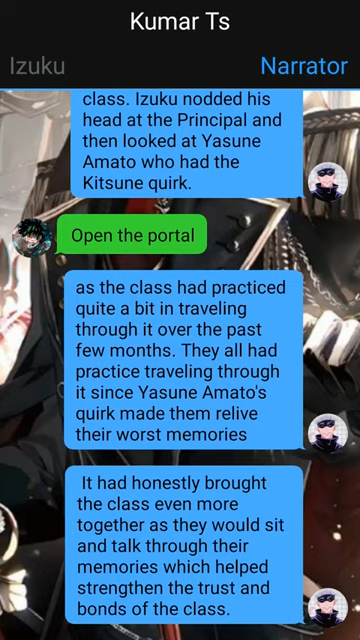 Kumar Ts
Izuku
Narrator
class. Izuku nodded his
head at the Principal and
then looked at Yasune
Amato who had the
Kitsune quirk.
Open the portal
as the class had practiced
quite a bit in traveling
through it over the past
few months. They all had
practice traveling through
it since Yasune Amato's
quirk made them relive
their worst memories
It had honestly brought
the class even more
together as they would sit
and talk through their
memories which helped
strengthen the trust and
bonds of the class.